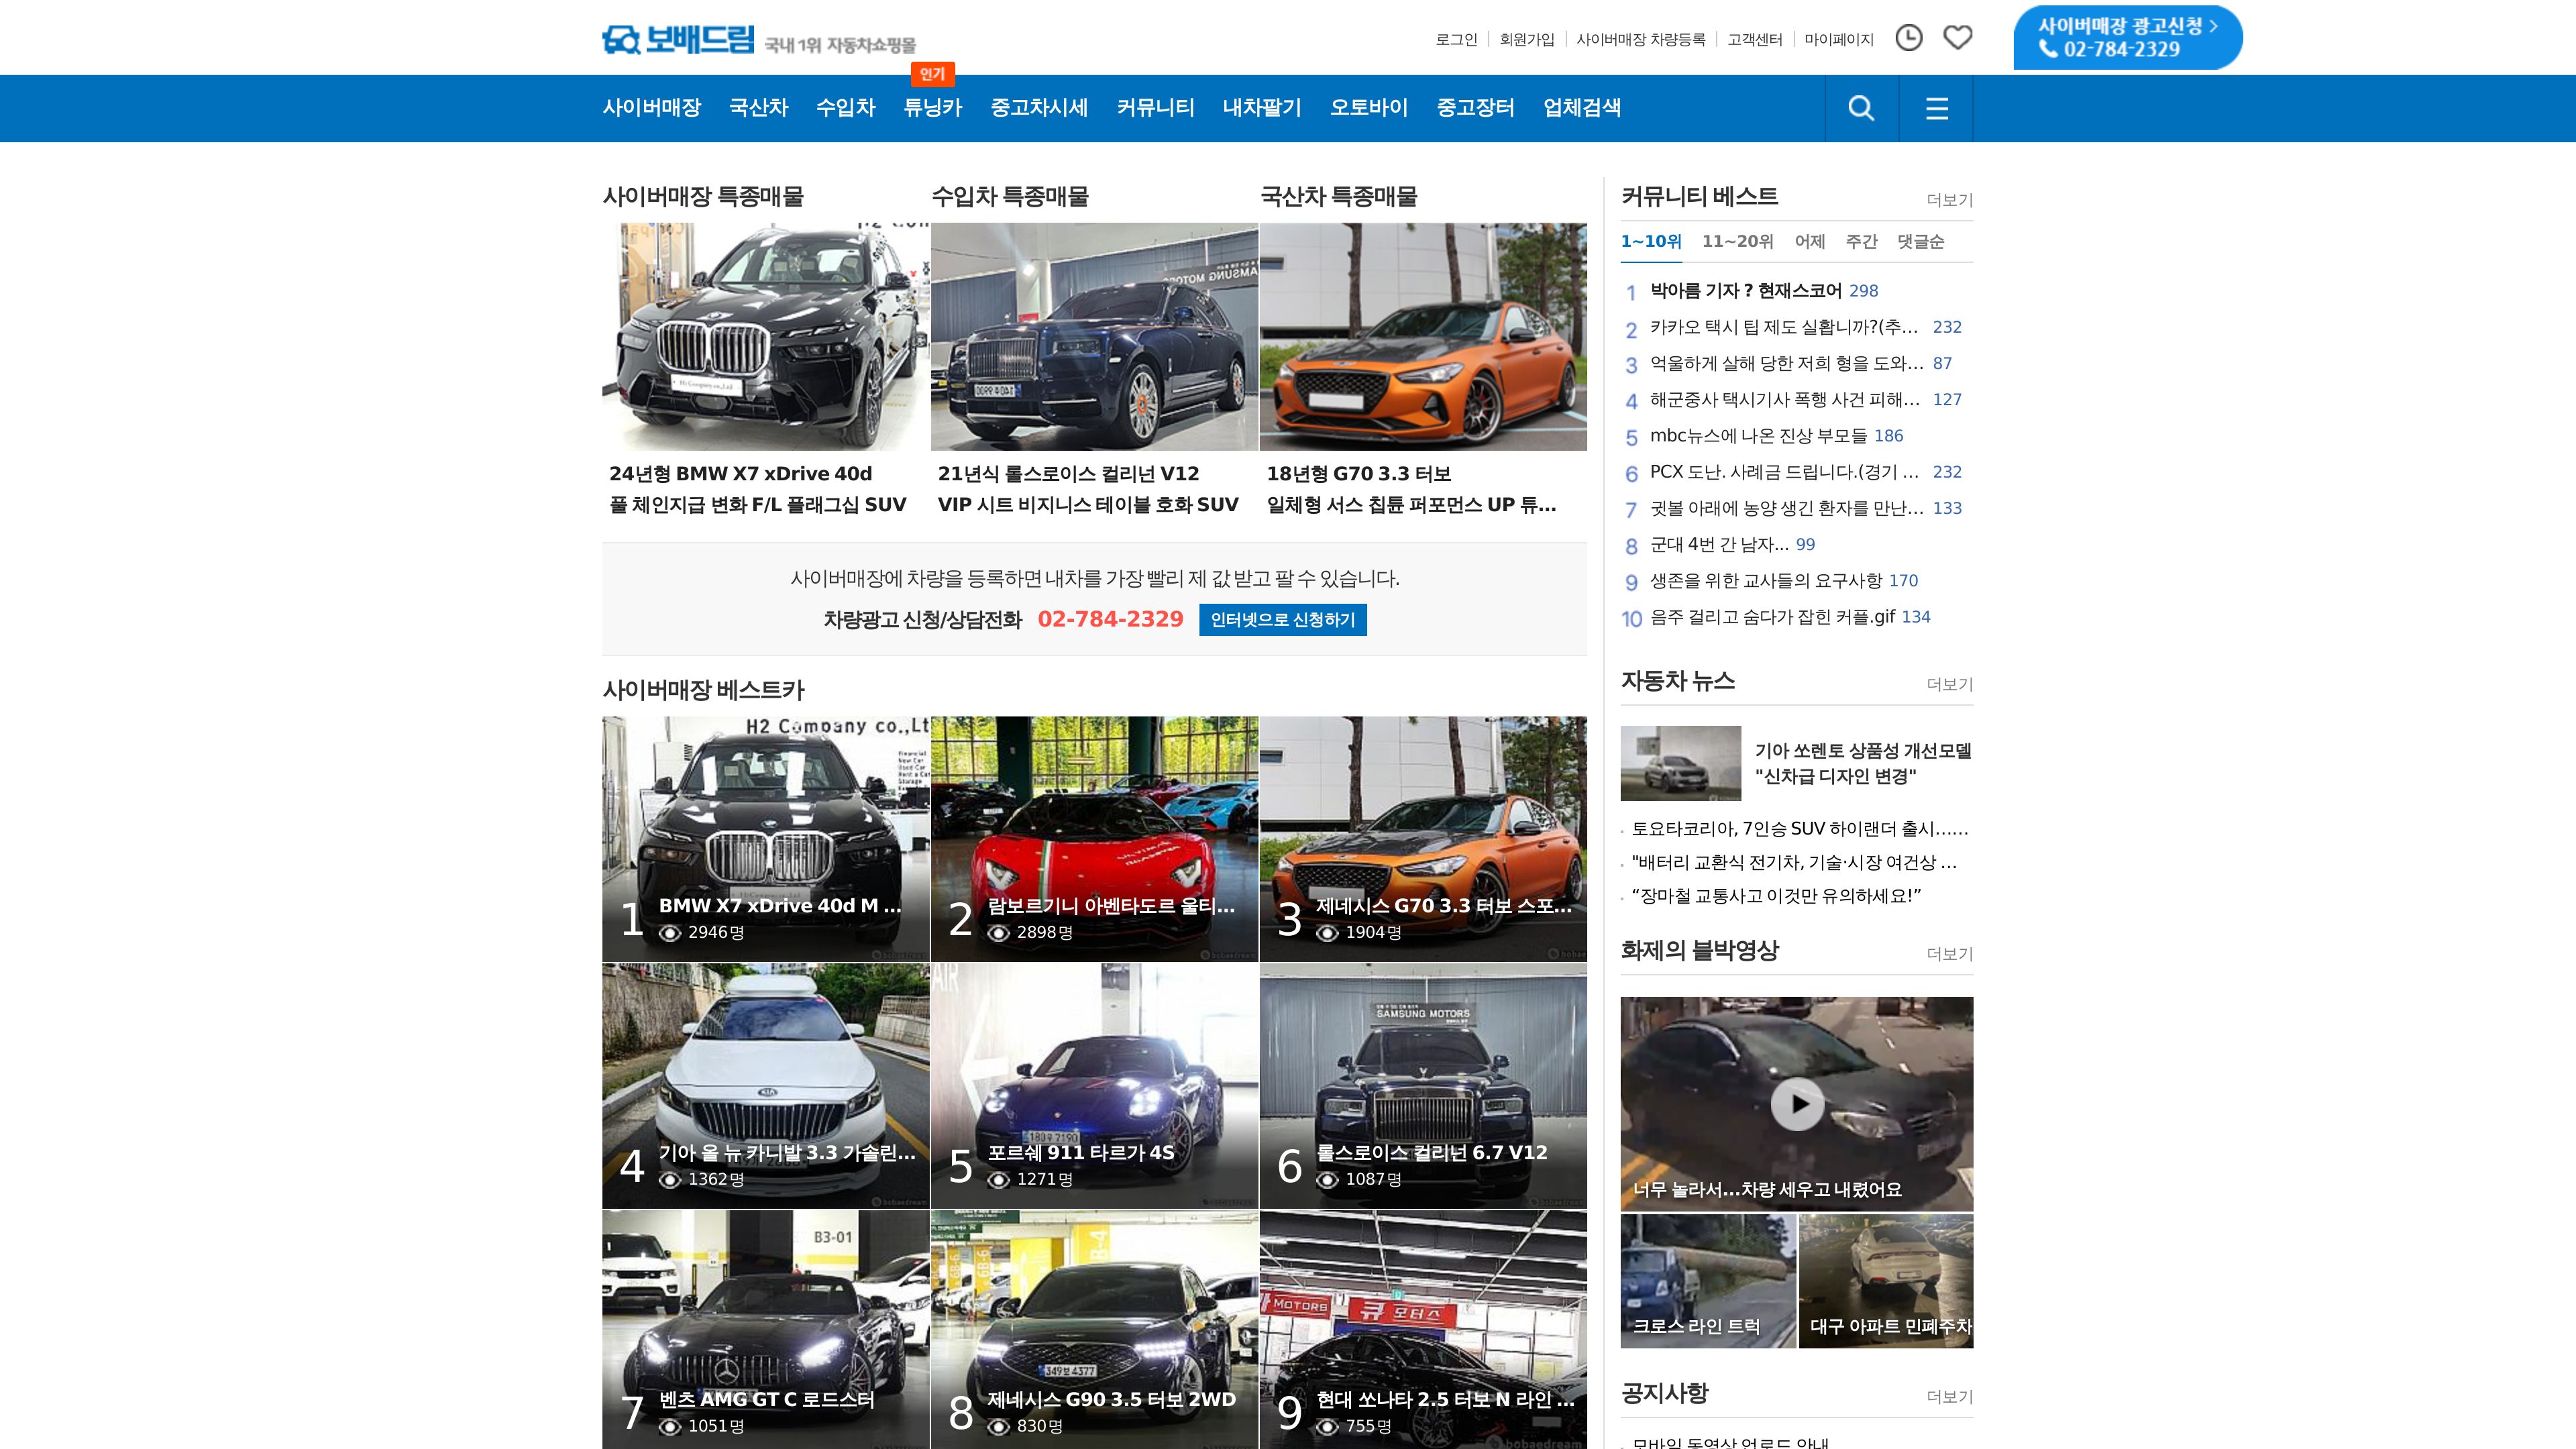 보배드림 국내 1위 자동차쇼핑몰
로그인 회원가입 사이버매장 차량등록 고객센터 마이페이지
사이버매장 광고신청 >
02-784-2329
인기
사이버매장 국산차 수입차 튜닝카 중고차시세 커뮤니티 내차팔기 오토바이 중고장터 업체검색
사이버매장 특종매물
24년형 BMW X7 xDrive 40d
풀 체인지급 변화 F/L 플래그십 SUV
수입차 특종매물
SAMSUNG MOTORS
21년식 롤스로이스 컬리넌 V12
VIP 시트 비지니스 테이블 호화 SUV
국산차 특종매물
18년형 G70 3.3 터보
일체형 서스 칩튠 퍼포먼스 UP 튜...
사이버매장에 차량을 등록하면 내차를 가장 빨리 제 값 받고 팔 수 있습니다.
차량광고 신청/상담전화 02-784-2329 인터넷으로 신청하기
사이버매장 베스트카
H2 Company co.,Lt
1 BMW X7 xDrive 40d M ...
2946명
2 람보르기니 아벤타도르 울티...
2898명
3 제네시스 G70 3.3 터보 스포...
1904명
4 기아 올 뉴 카니발 3.3 가솔린...
1362명
5 포르쉐 911 타르가 4S
1271명
SAMSUNG MOTORS
6 롤스로이스 컬리넌 6.7 V12
1087명
B3-01
7 벤츠 AMG GT C 로드스터
1051명
8 제네시스 G90 3.5 터보 2WD
830명
MOTORS
큐 모터스
9 현대 쏘나타 2.5 터보 N 라인 ...
755명
커뮤니티 베스트 더보기
1~10위 11~20위 어제 주간 댓글순
1 박아름 기자 ? 현재스코어 298
2 카카오 택시 팁 제도 실홥니까?(추... 232
3 억울하게 살해 당한 저희 형을 도와... 87
4 해군중사 택시기사 폭행 사건 피해... 127
5 mbc뉴스에 나온 진상 부모들 186
6 PCX 도난. 사례금 드립니다.(경기 ... 232
7 귓볼 아래에 농양 생긴 환자를 만난... 133
8 군대 4번 간 남자... 99
9 생존을 위한 교사들의 요구사항 170
10 음주 걸리고 숨다가 잡힌 커플.gif 134
자동차 뉴스 더보기
기아 쏘렌토 상품성 개선모델
"신차급 디자인 변경"
토요타코리아, 7인승 SUV 하이랜더 출시……
"배터리 교환식 전기차, 기술·시장 여건상 ...
“장마철 교통사고 이것만 유의하세요!”
화제의 블박영상 더보기
너무 놀라서...차량 세우고 내렸어요
크로스 라인 트럭
대구 아파트 민폐주차
공지사항 더보기
모바일 동영상 업로드 안내